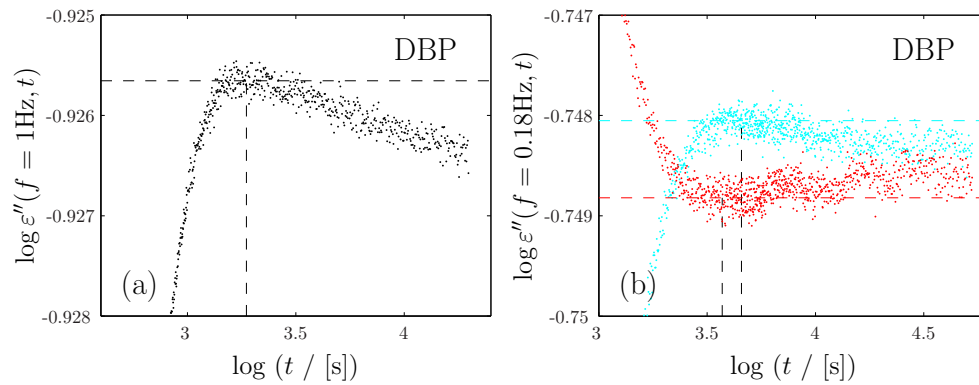 -0.925
-0.926
-0.927
-0.928
3
3.5
4
log ε′′(f = 1Hz, t)
log (t / [s])
DBP
(a)
-0.747
-0.748
-0.749
-0.75
3
3.5
4
4.5
log ε′′(f = 0.18Hz, t)
log (t / [s])
DBP
(b)